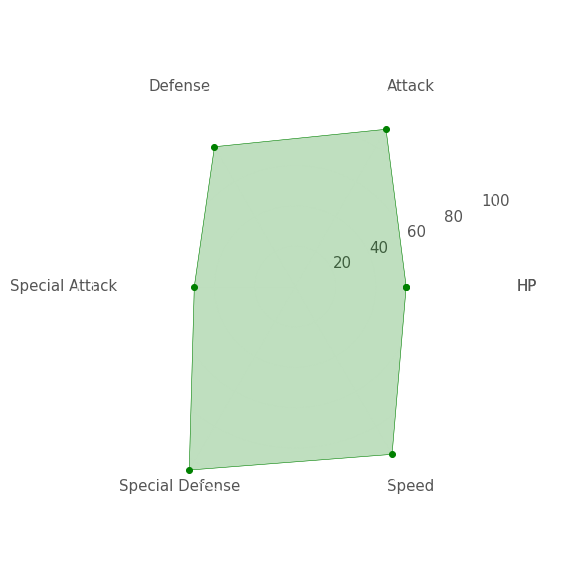 Defense
Attack
100
80
60
40
20
Special Attack
HP
Special Defense
Speed